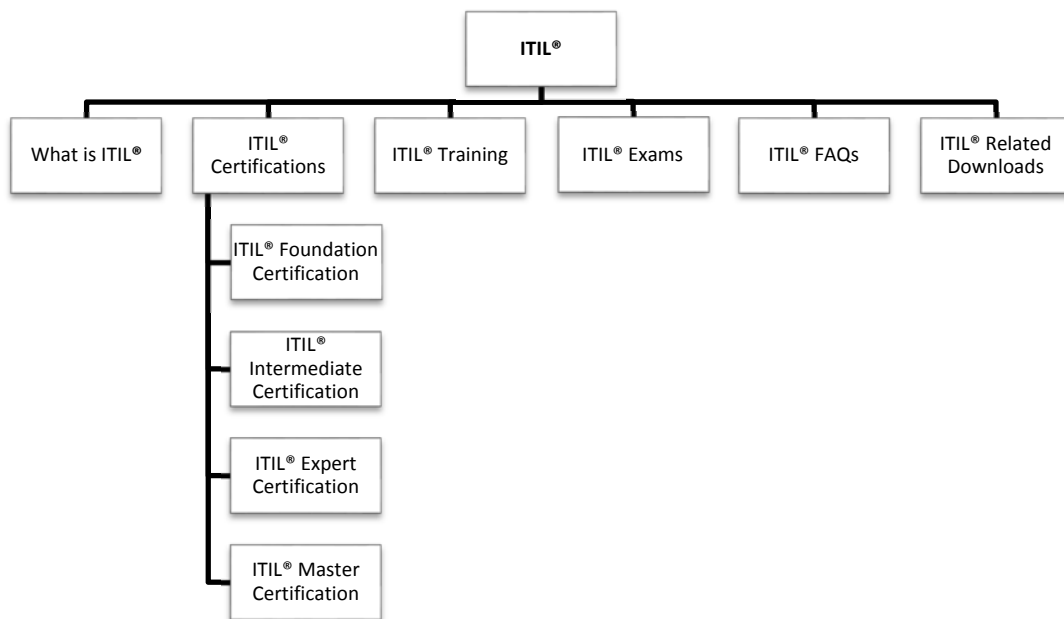 ITIL®
What is ITIL®
ITIL®
Certifications
ITIL® Training
ITIL® Exams
ITIL® FAQs
ITIL® Related
Downloads
ITIL® Foundation
Certification
ITIL®
Intermediate
Certification
ITIL® Expert
Certification
ITIL® Master
Certification